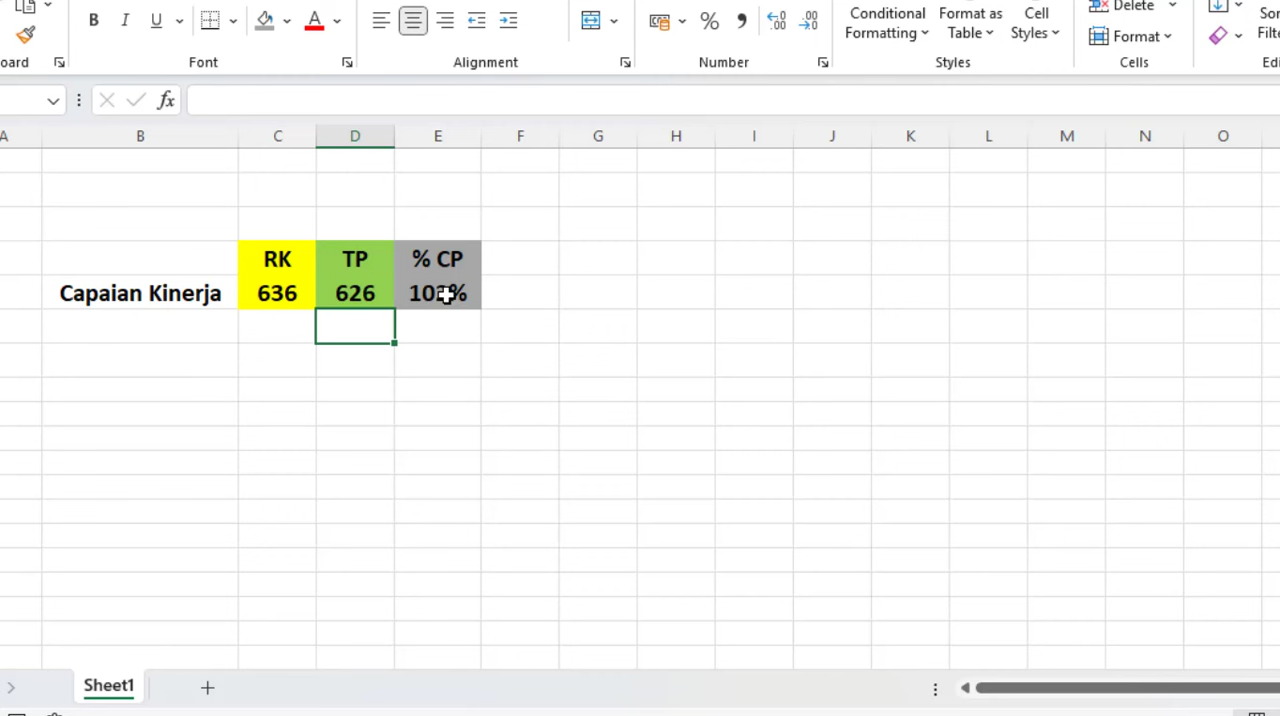 Conditional Format as Cell Delete
Formatting Table Styles Format
oard Font Alignment Number Styles Cells
fx
A B C D E F G H I J K L M N O
RK TP % CP
Capaian Kinerja 636 626
Sheet1